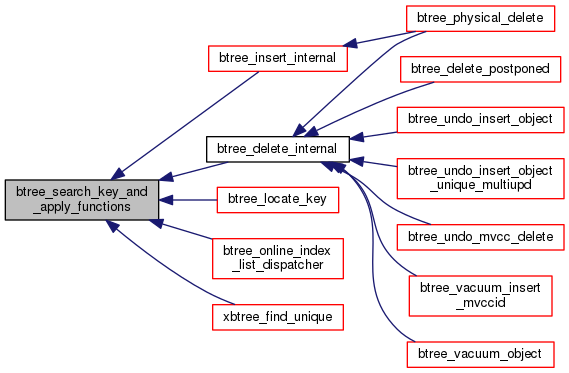 btree_physical_delete
btree_insert_internal
btree_delete_postponed
btree_undo_insert_object
btree_delete_internal
btree_undo_insert_object
_unique_multiupd
btree_search_key_and
_apply_functions
btree_locate_key
btree_undo_mvcc_delete
btree_online_index
_list_dispatcher
btree_vacuum_insert
_mvccid
xbtree_find_unique
btree_vacuum_object